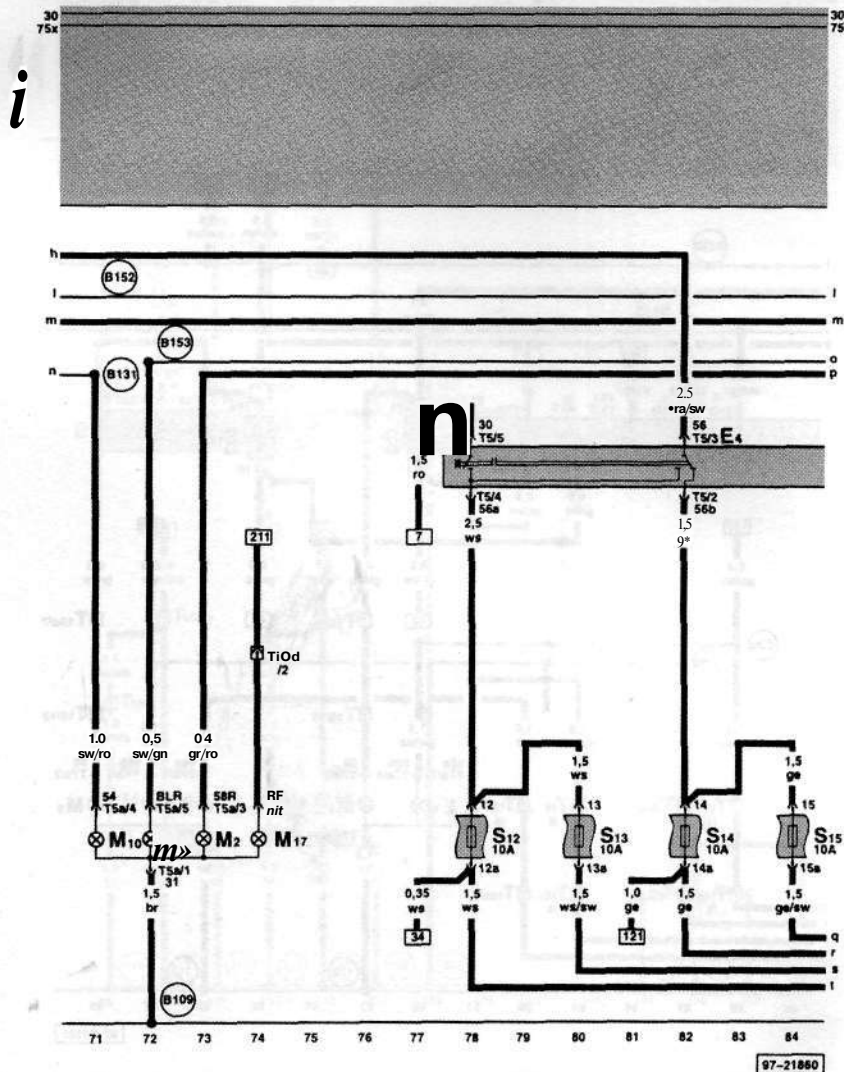 30 30
75x 75
i
h
B152
l l
m m
B153
o
n B131 p
2.5
•ra/sw
n 30 56
T5/5 T5/3 E4
1,5
ro
T5/4 T5/2
56a 56b
2,5 1,5
ws 9*
211 7
TiOd
/2
1.0 0,5 0 4
sw/ro sw/gn gr/ro
1,5 1,5
ws ge
54 BLR 58R RF
T5a/4 T5a/5 T5a/3 nit
12 13 14 15
M10 m» M2 M17
S12 S13 S14 S15
10A 10A 10A 10A
T5a/1
31
12a 13a 14a 15a
1,5
br
0,35 1,5 1,5 1,0 1,5 1,5
ws ws ws/sw ge ge ge/sw
34 121
q
r
s
t
B109
71 72 73 74 75 76 77 78 79 80 81 82 83 84
97-21860